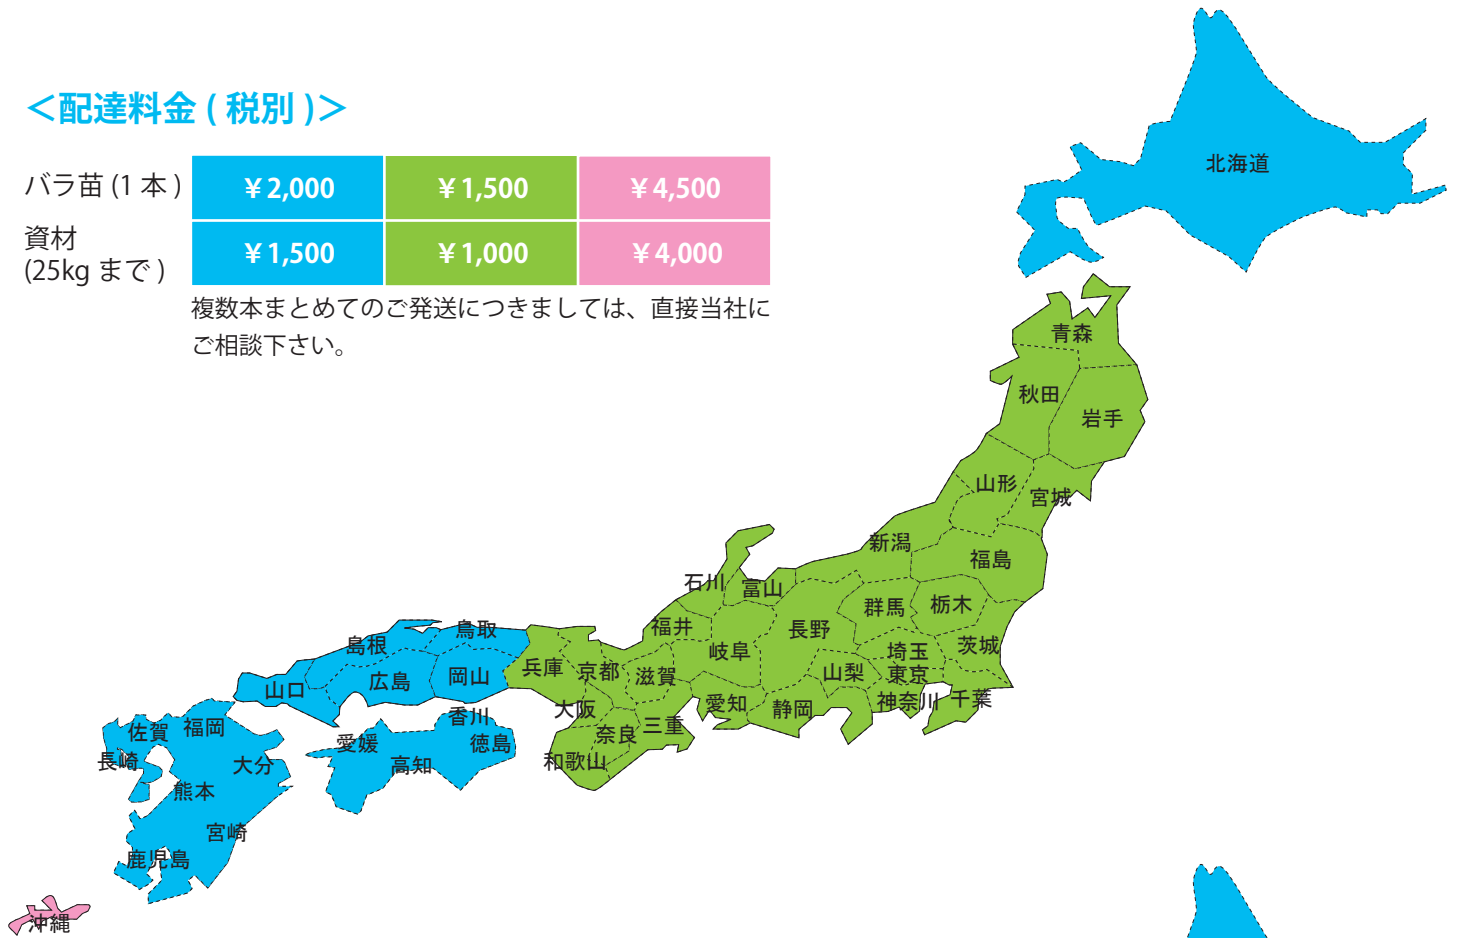 ＜配達料金 ( 税別 )＞
バラ苗 (1 本 )
￥2,000
￥1,500
￥4,500
資材
(25kg まで )
￥1,500
￥1,000
￥4,000
複数本まとめてのご発送につきましては、直接当社に
ご相談下さい。
北海道
青森
秋田
岩手
山形
宮城
新潟
福島
石川
富山
群馬
栃木
福井
長野
岐阜
埼玉
茨城
東京
山梨
千葉
神奈川
静岡
愛知
滋賀
京都
兵庫
大阪
奈良
三重
和歌山
鳥取
島根
岡山
広島
山口
香川
徳島
愛媛
高知
福岡
佐賀
長崎
大分
熊本
宮崎
鹿児島
沖縄